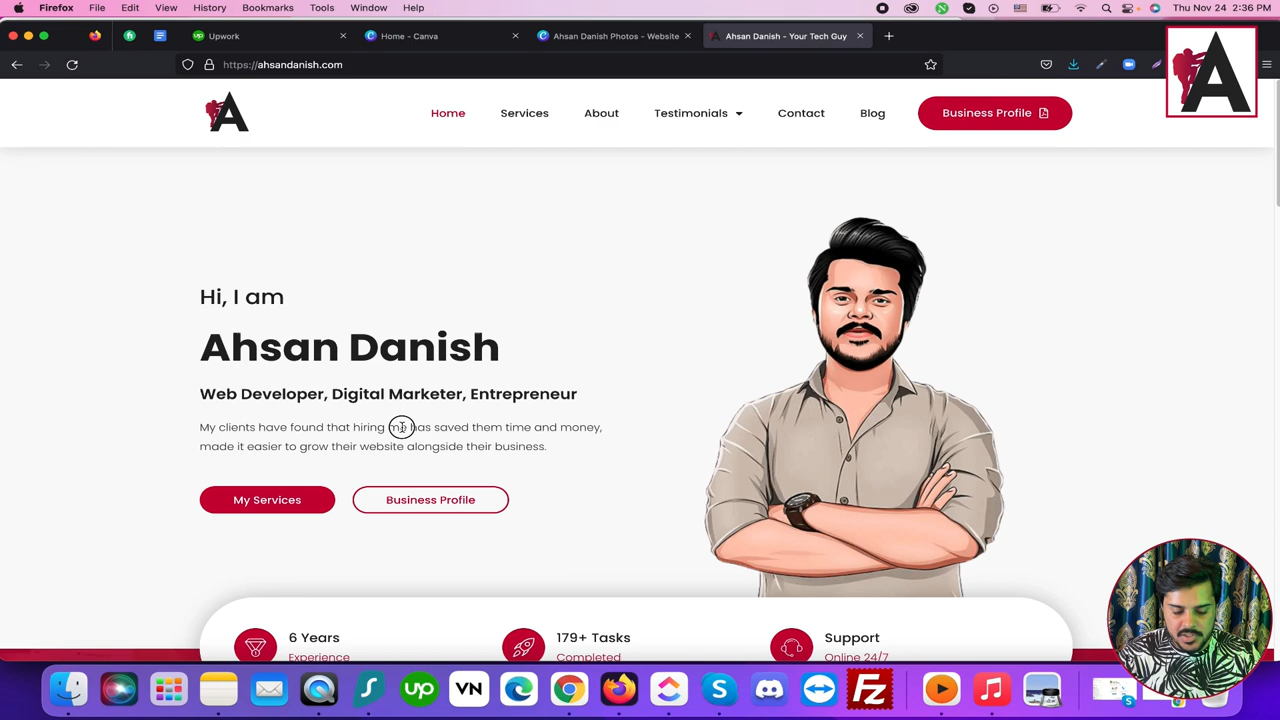 Firefox File Edit View History Bookmarks Tools Window Help Thu Nov 24 2:36 PM
Upwork Home - Canva Ahsan Danish Photos - Website Ahsan Danish - Your Tech Guy
https://ahsandanish.com
A
A
Home Services About Testimonials Contact Blog Business Profile
Hi, I am
Ahsan Danish
Web Developer, Digital Marketer, Entrepreneur
My clients have found that hiring me has saved them time and money,
made it easier to grow their website alongside their business.
My Services Business Profile
6 Years 179+ Tasks Support
Experience Completed Online 24/7
up VN Fz